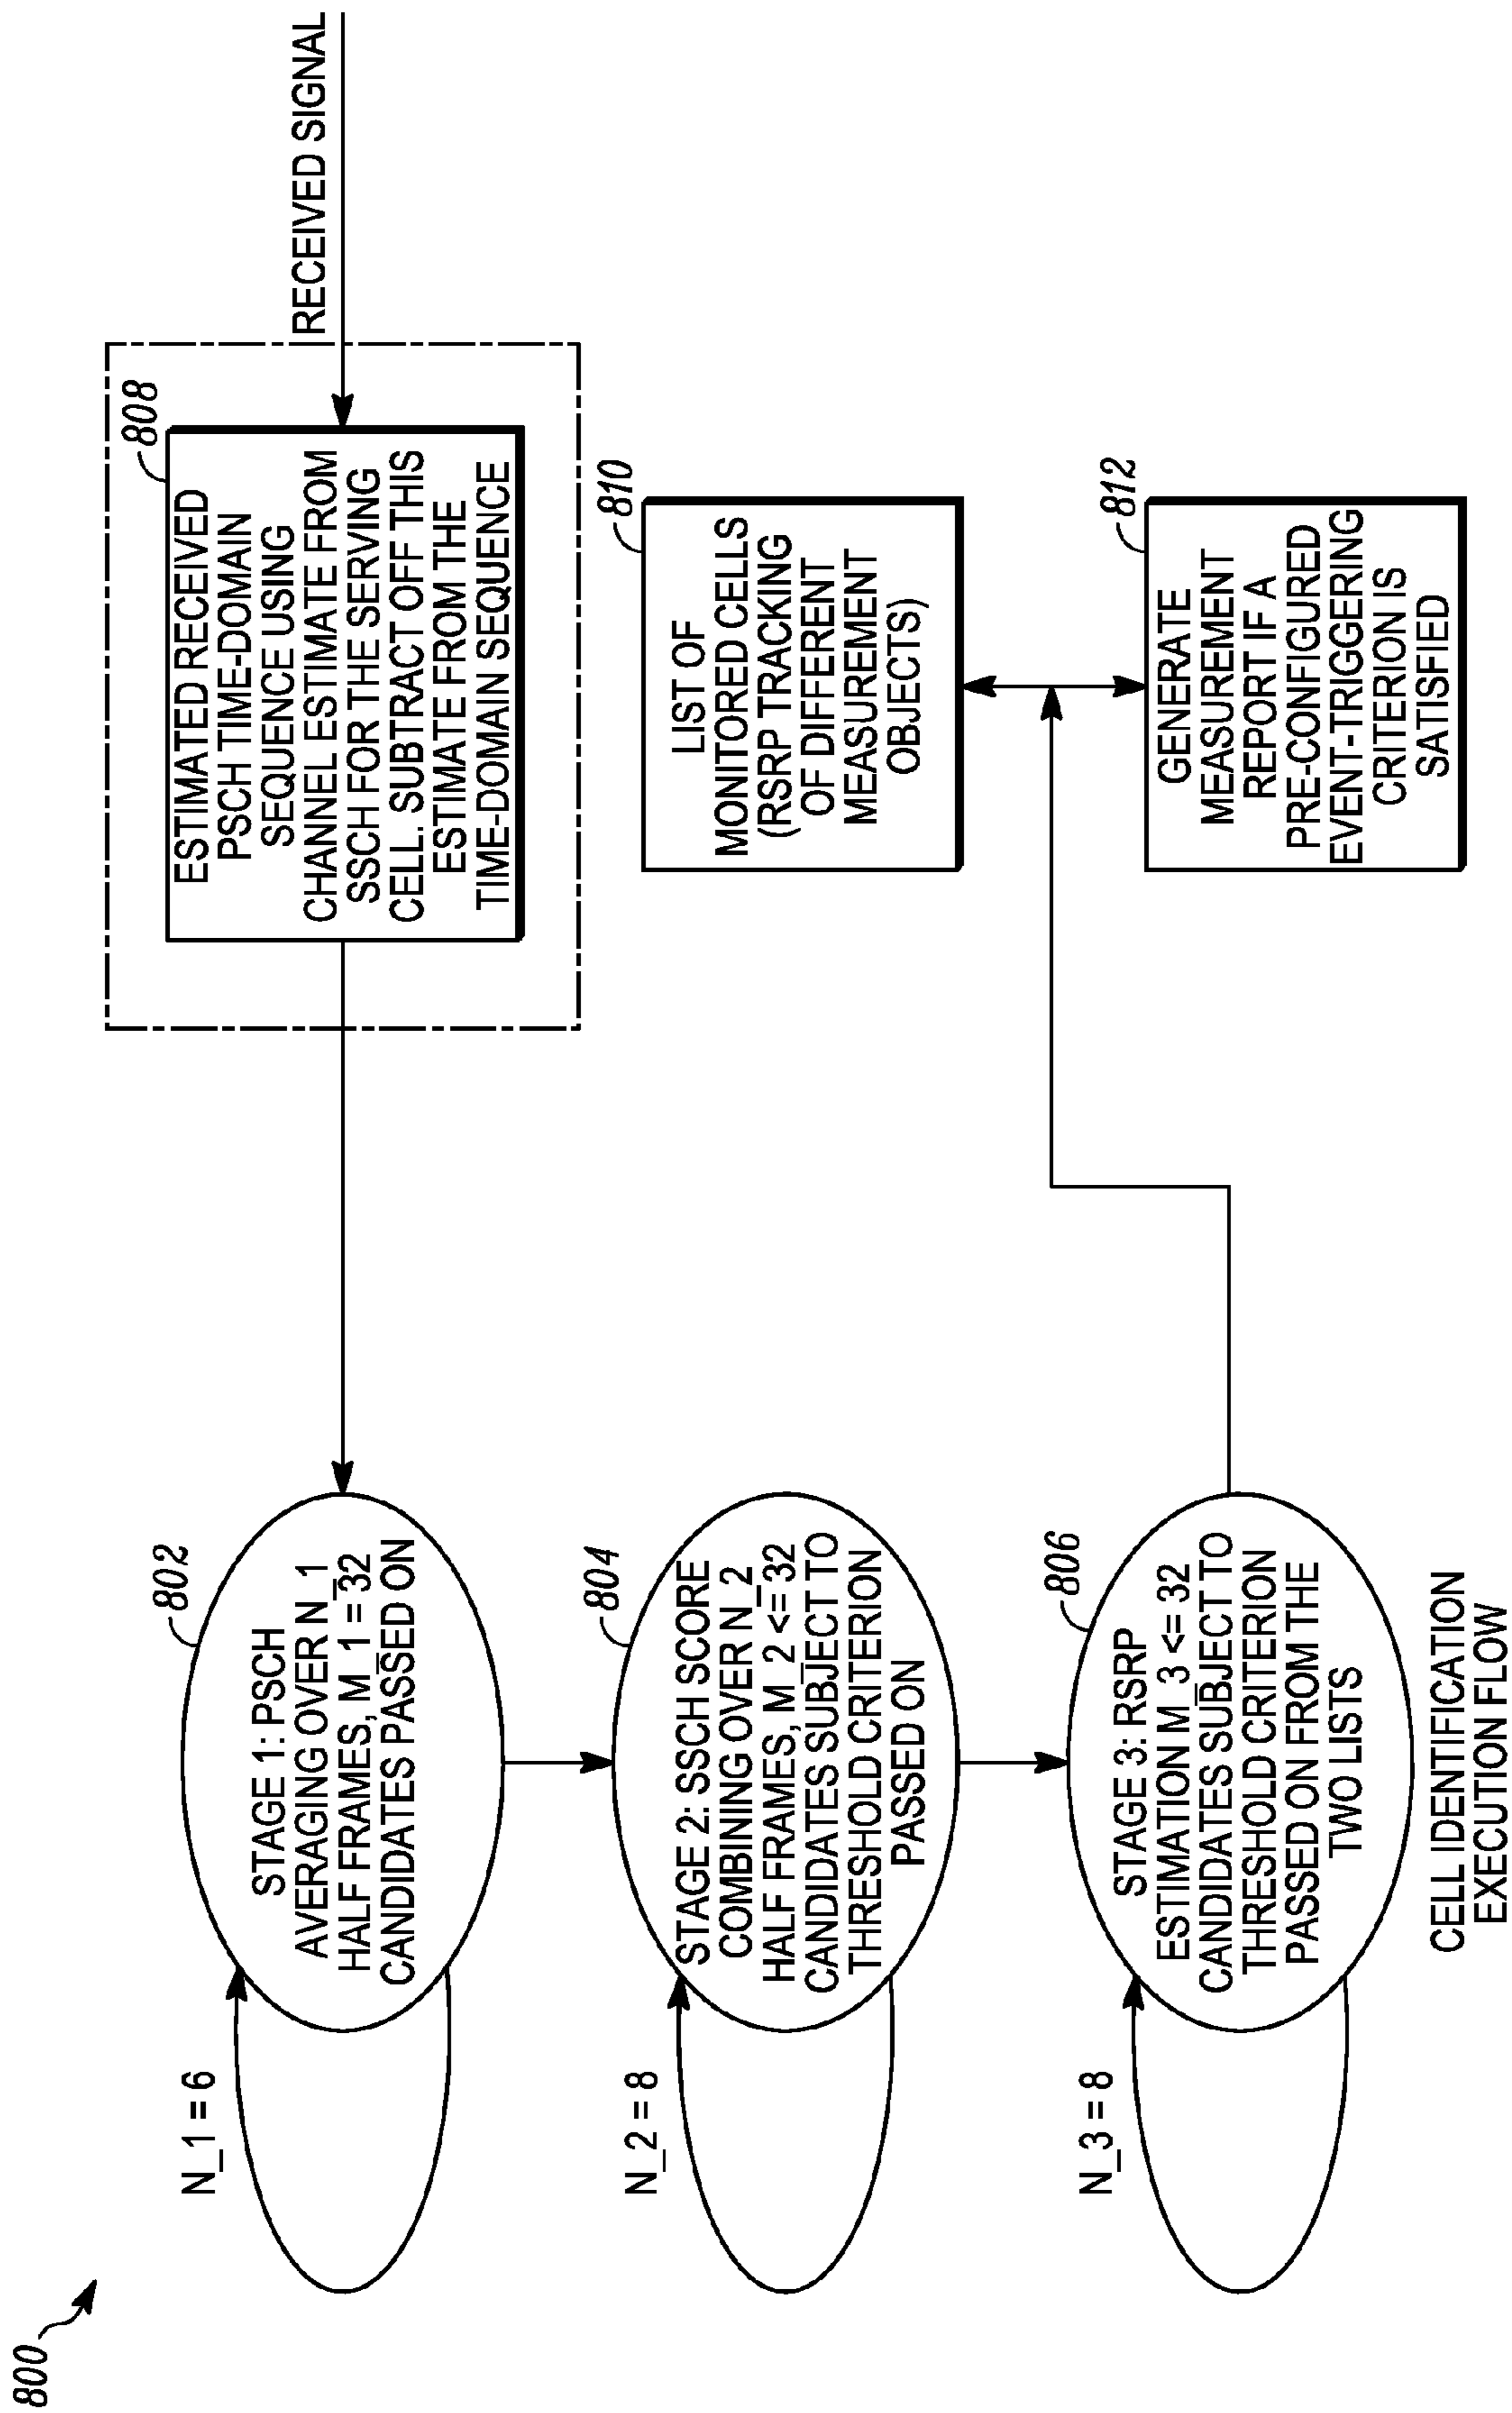 800
N_1 = 6
802
STAGE 1: PSCH
AVERAGING OVER N_1
HALF FRAMES, M_1 = 32
CANDIDATES PASSED ON
808
ESTIMATED RECEIVED
PSCH TIME-DOMAIN
SEQUENCE USING
CHANNEL ESTIMATE FROM
SSCH FOR THE SERVING
CELL. SUBTRACT OFF THIS
ESTIMATE FROM THE
TIME-DOMAIN SEQUENCE
RECEIVED SIGNAL
N_2 = 8
804
STAGE 2: SSCH SCORE
COMBINING OVER N_2
HALF FRAMES, M_2 <= 32
CANDIDATES SUBJECT TO
THRESHOLD CRITERION
PASSED ON
810
LIST OF
MONITORED CELLS
(RSRP TRACKING
OF DIFFERENT
MEASUREMENT
OBJECTS)
N_3 = 8
806
STAGE 3: RSRP
ESTIMATION M_3 <= 32
CANDIDATES SUBJECT TO
THRESHOLD CRITERION
PASSED ON FROM THE
TWO LISTS
812
GENERATE
MEASUREMENT
REPORT IF A
PRE-CONFIGURED
EVENT-TRIGGERING
CRITERION IS
SATISFIED
CELL IDENTIFICATION
EXECUTION FLOW